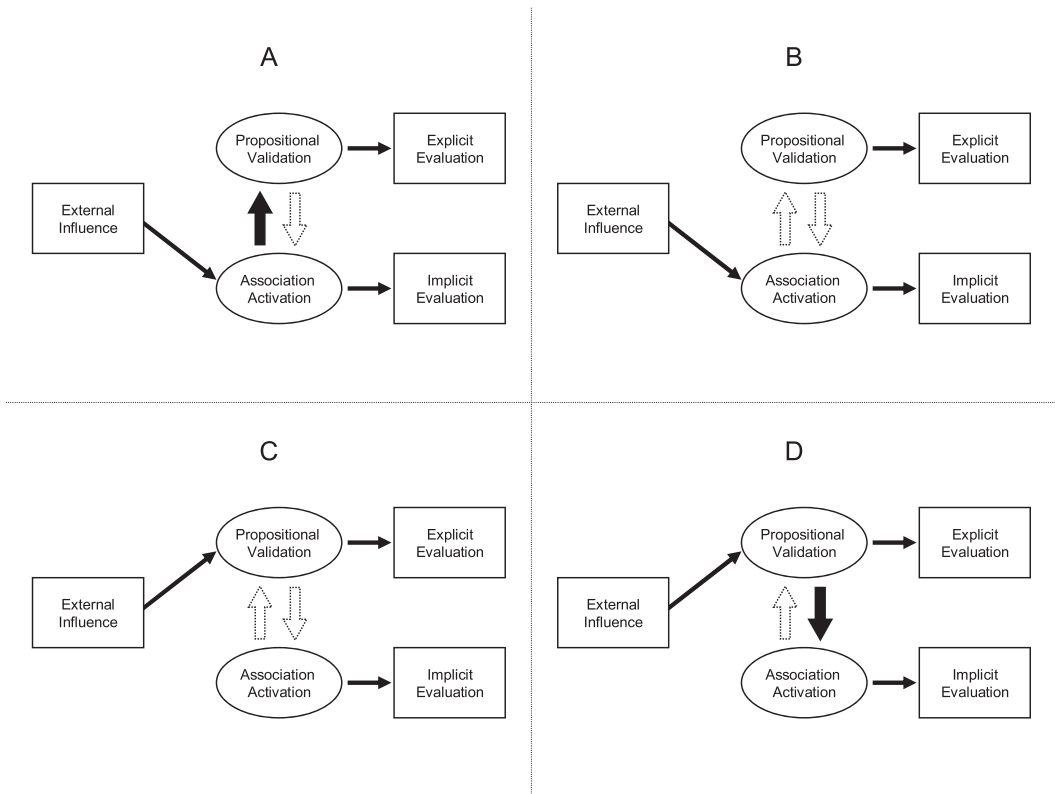 A
Propositional
Validation
Explicit
Evaluation
External
Influence
Association
Activation
Implicit
Evaluation
B
Propositional
Validation
Explicit
Evaluation
External
Influence
Association
Activation
Implicit
Evaluation
C
Propositional
Validation
Explicit
Evaluation
External
Influence
Association
Activation
Implicit
Evaluation
D
Propositional
Validation
Explicit
Evaluation
External
Influence
Association
Activation
Implicit
Evaluation